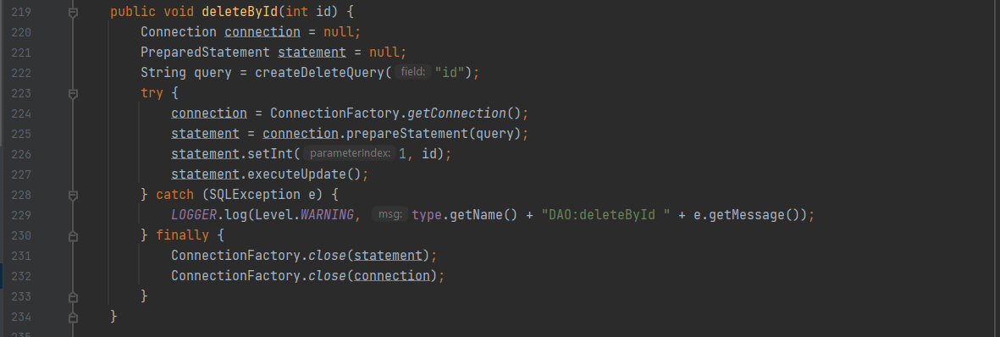 219 public void deleteById(int id) {
220 Connection connection = null;
221 PreparedStatement statement = null;
222 String query = createDeleteQuery( field: "id");
223 try {
224 connection = ConnectionFactory.getConnection();
225 statement = connection.prepareStatement(query);
226 statement.setInt( parameterIndex: 1, id);
227 statement.executeUpdate();
228 } catch (SQLException e) {
229 LOGGER.log(Level.WARNING, msg: type.getName() + "DAO:deleteById " + e.getMessage());
230 } finally {
231 ConnectionFactory.close(statement);
232 ConnectionFactory.close(connection);
233 }
234 }
235